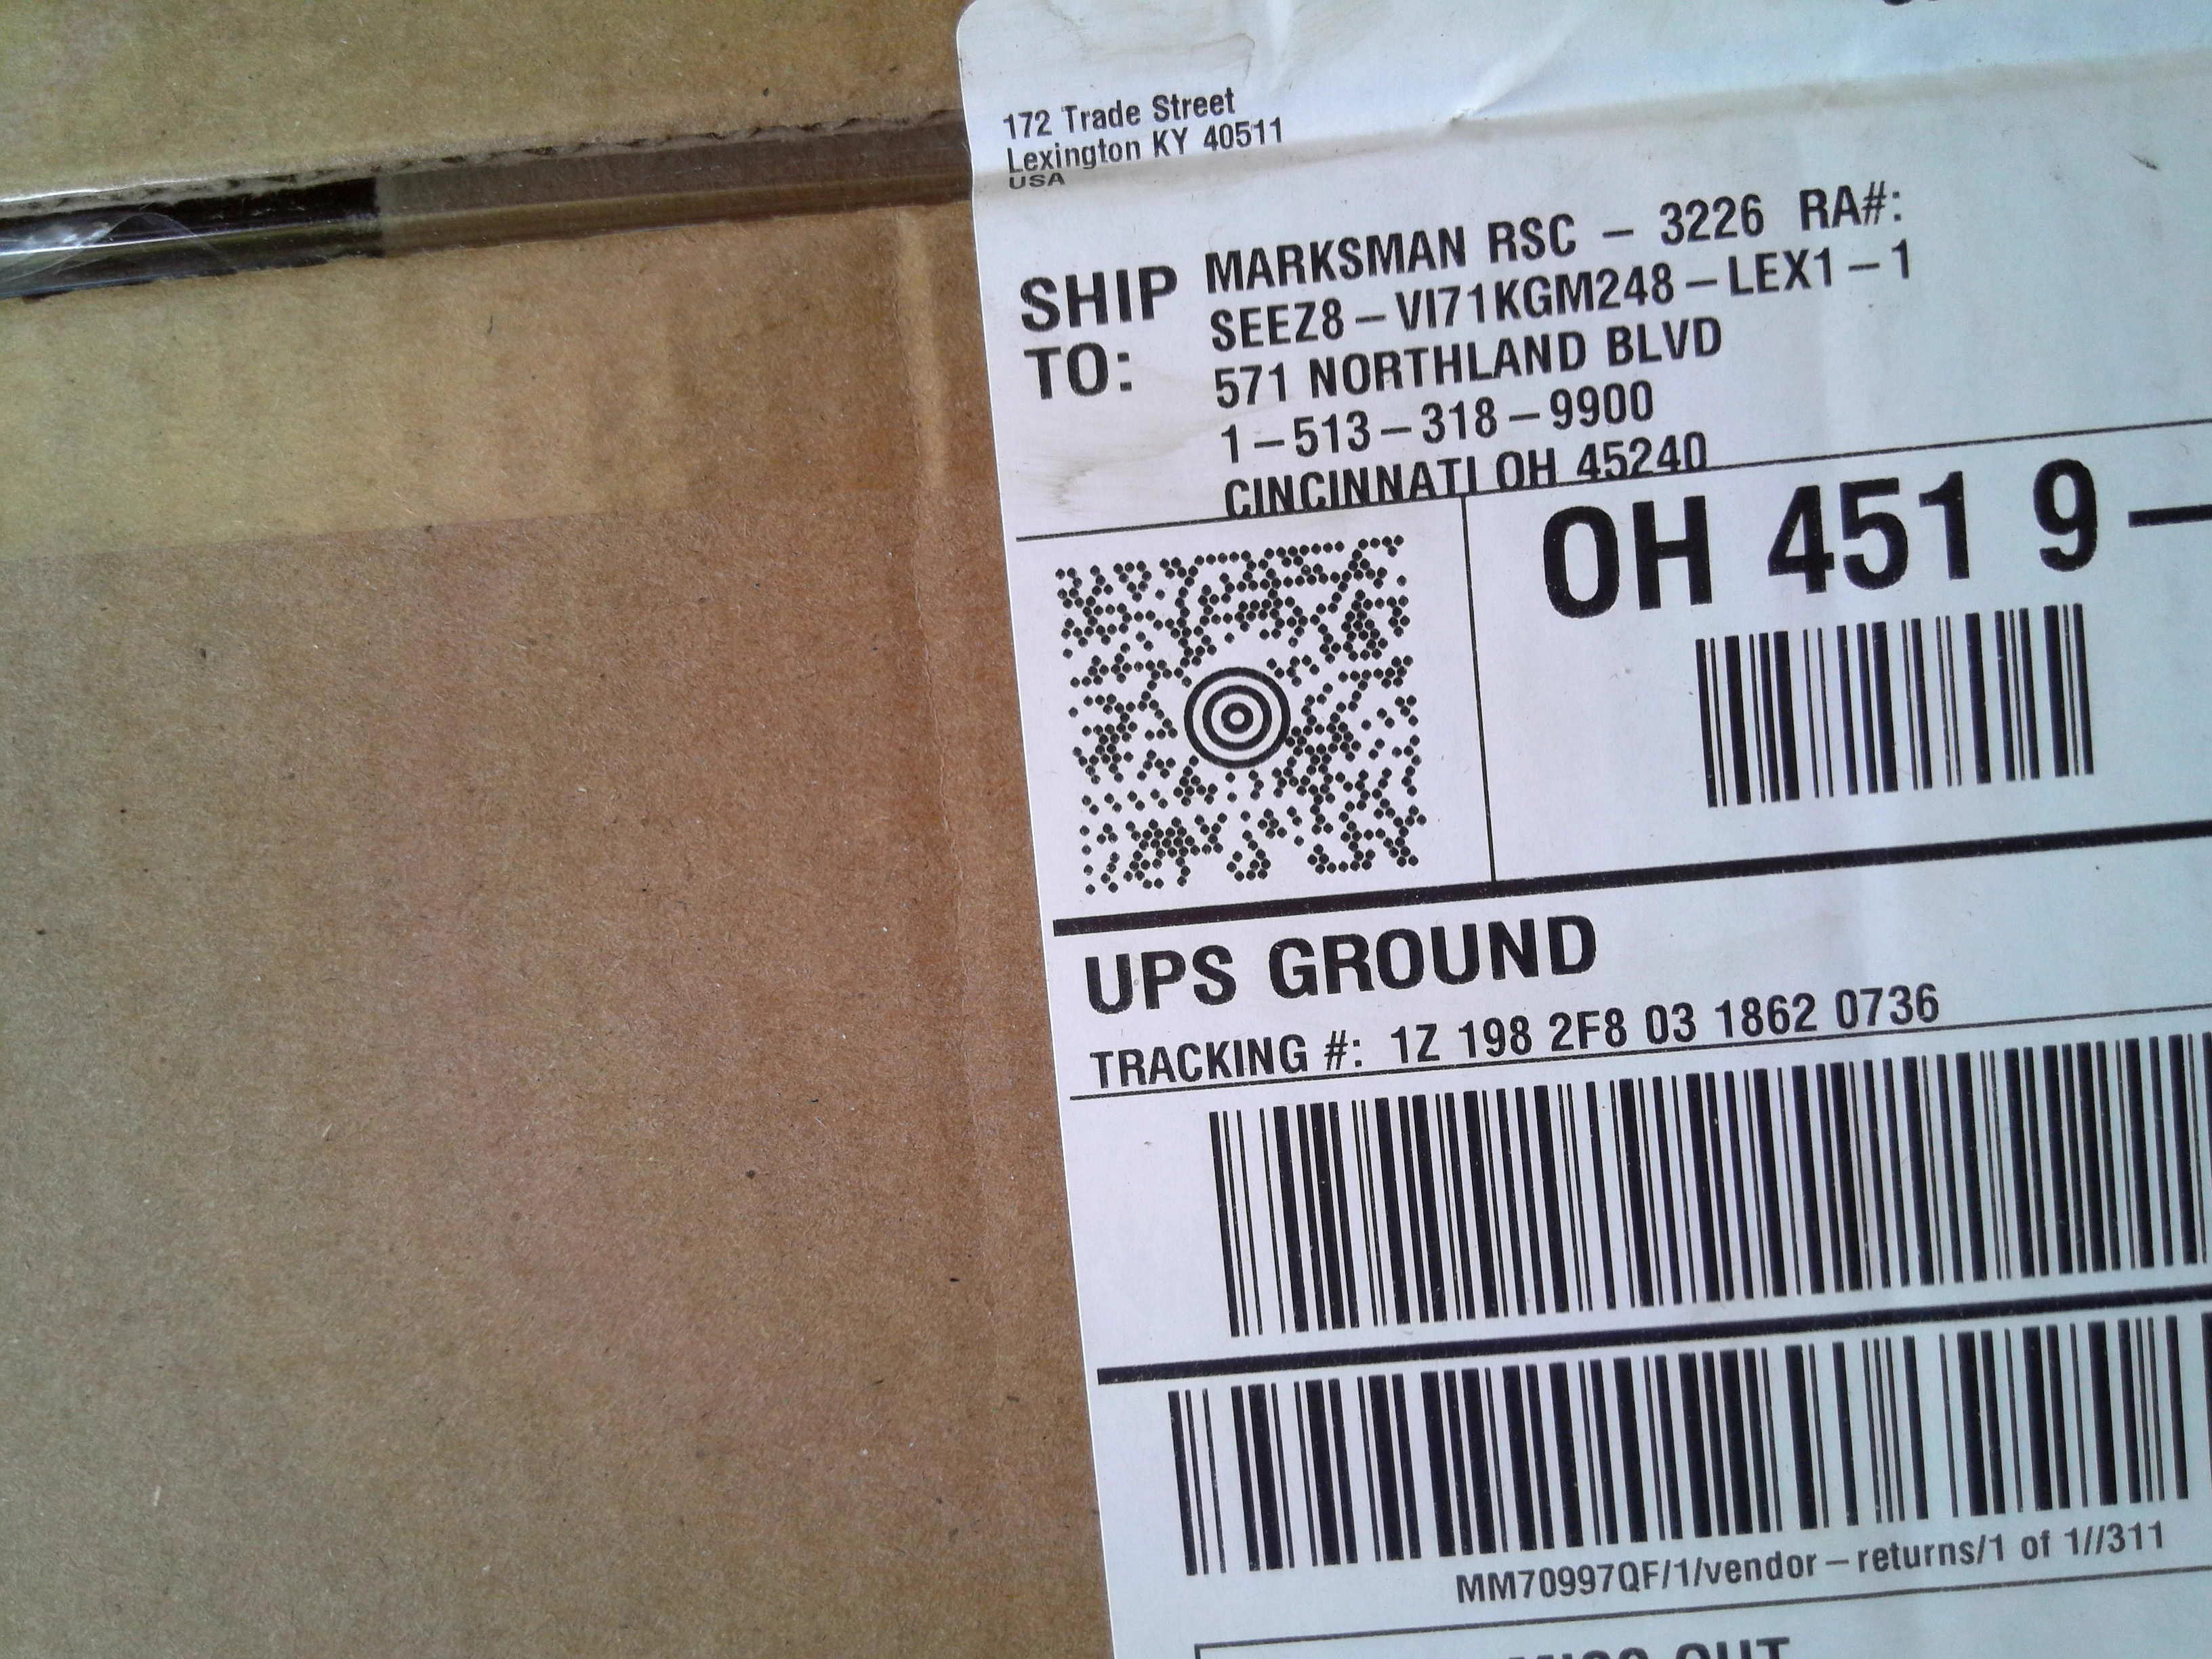 172 Trade Street
Lexington KY 40511
USA
SHIP TO:
MARKSMAN RSC – 3226 RA#:
SEEZ8 – VI71KGM248 – LEX1 – 1
571 NORTHLAND BLVD
1 – 513 – 318 – 9900
CINCINNATI OH 45240
OH 451 9 –
UPS GROUND
TRACKING #: 1Z 198 2F8 03 1862 0736
MM70997QF/1/vendor – returns/1 of 1//311